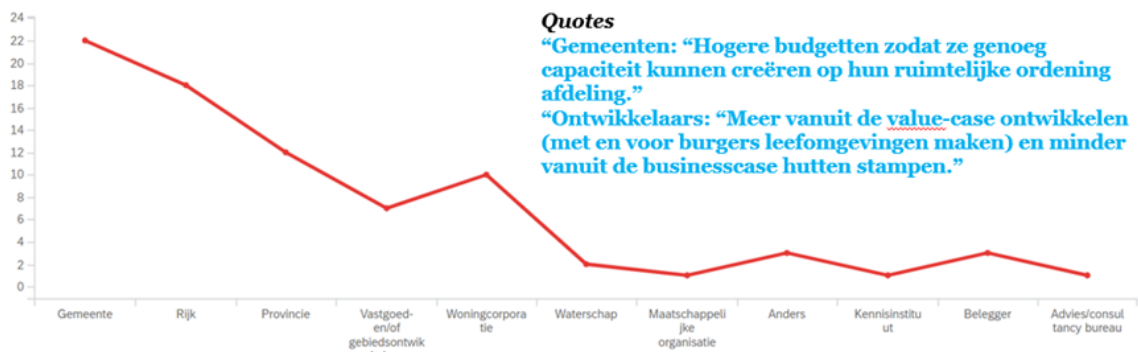 Quotes
“Gemeenten: “Hogere budgetten zodat ze genoeg
capaciteit kunnen creëren op hun ruimtelijke ordening
afdeling.”
“Ontwikkelaars: “Meer vanuit de value-case ontwikkelen
(met en voor burgers leefomgevingen maken) en minder
vanuit de businesscase hutten stampen.”
24
22
20
18
16
14
12
10
8
6
4
2
0
Gemeente
Rijk
Provincie
Vastgoed-
en/of
gebiedsontwik
Woningcorpora
tie
Waterschap
Maatschappeli
jke
organisatie
Anders
Kennisinstitu
ut
Belegger
Advies/consul
tancy bureau